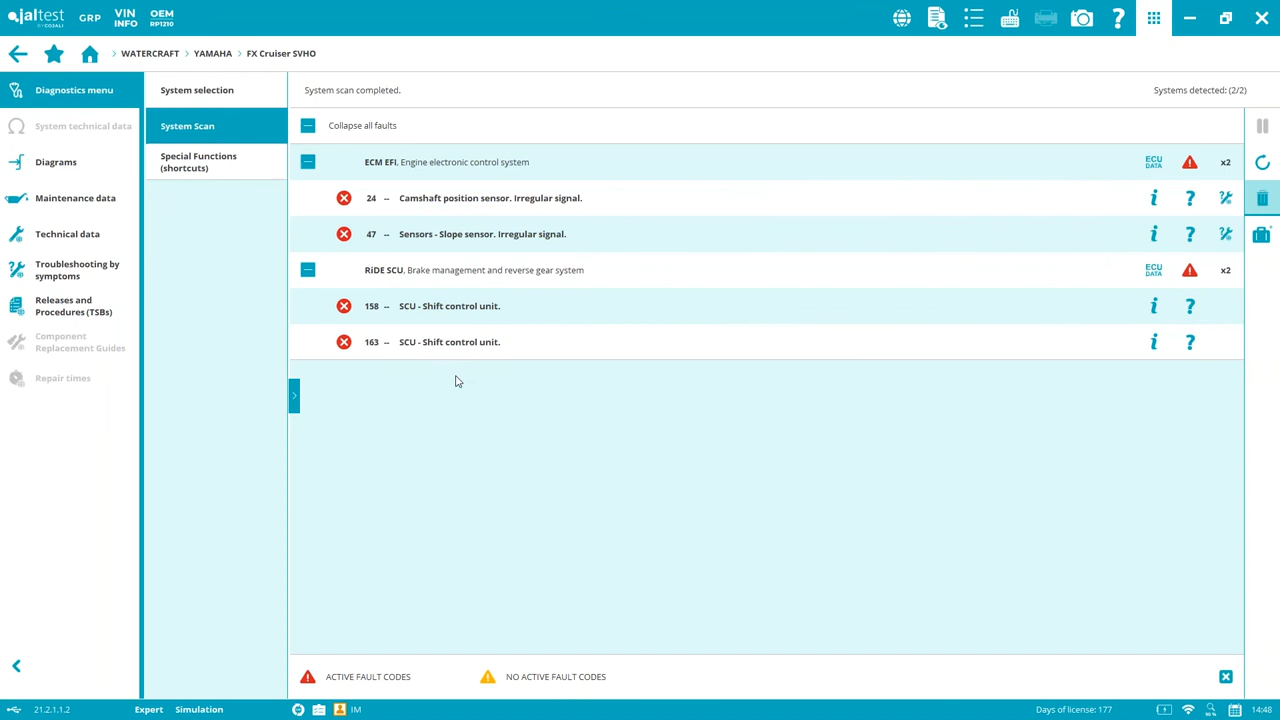 jaltest
BY COJALI
GRP
VIN
INFO
OEM
RP1210
WATERCRAFT
YAMAHA
FX Cruiser SVHO
Diagnostics menu
System technical data
Diagrams
Maintenance data
Technical data
Troubleshooting by
symptoms
Releases and
Procedures (TSBs)
Component
Replacement Guides
Repair times
System selection
System Scan
Special Functions
(shortcuts)
System scan completed.
Systems detected: (2/2)
Collapse all faults
ECM EFI. Engine electronic control system
ECU
DATA
x2
24 -- Camshaft position sensor. Irregular signal.
47 -- Sensors - Slope sensor. Irregular signal.
RiDE SCU. Brake management and reverse gear system
ECU
DATA
x2
158 -- SCU - Shift control unit.
163 -- SCU - Shift control unit.
ACTIVE FAULT CODES
NO ACTIVE FAULT CODES
21.2.1.1.2
Expert
Simulation
IM
Days of license: 177
14:48